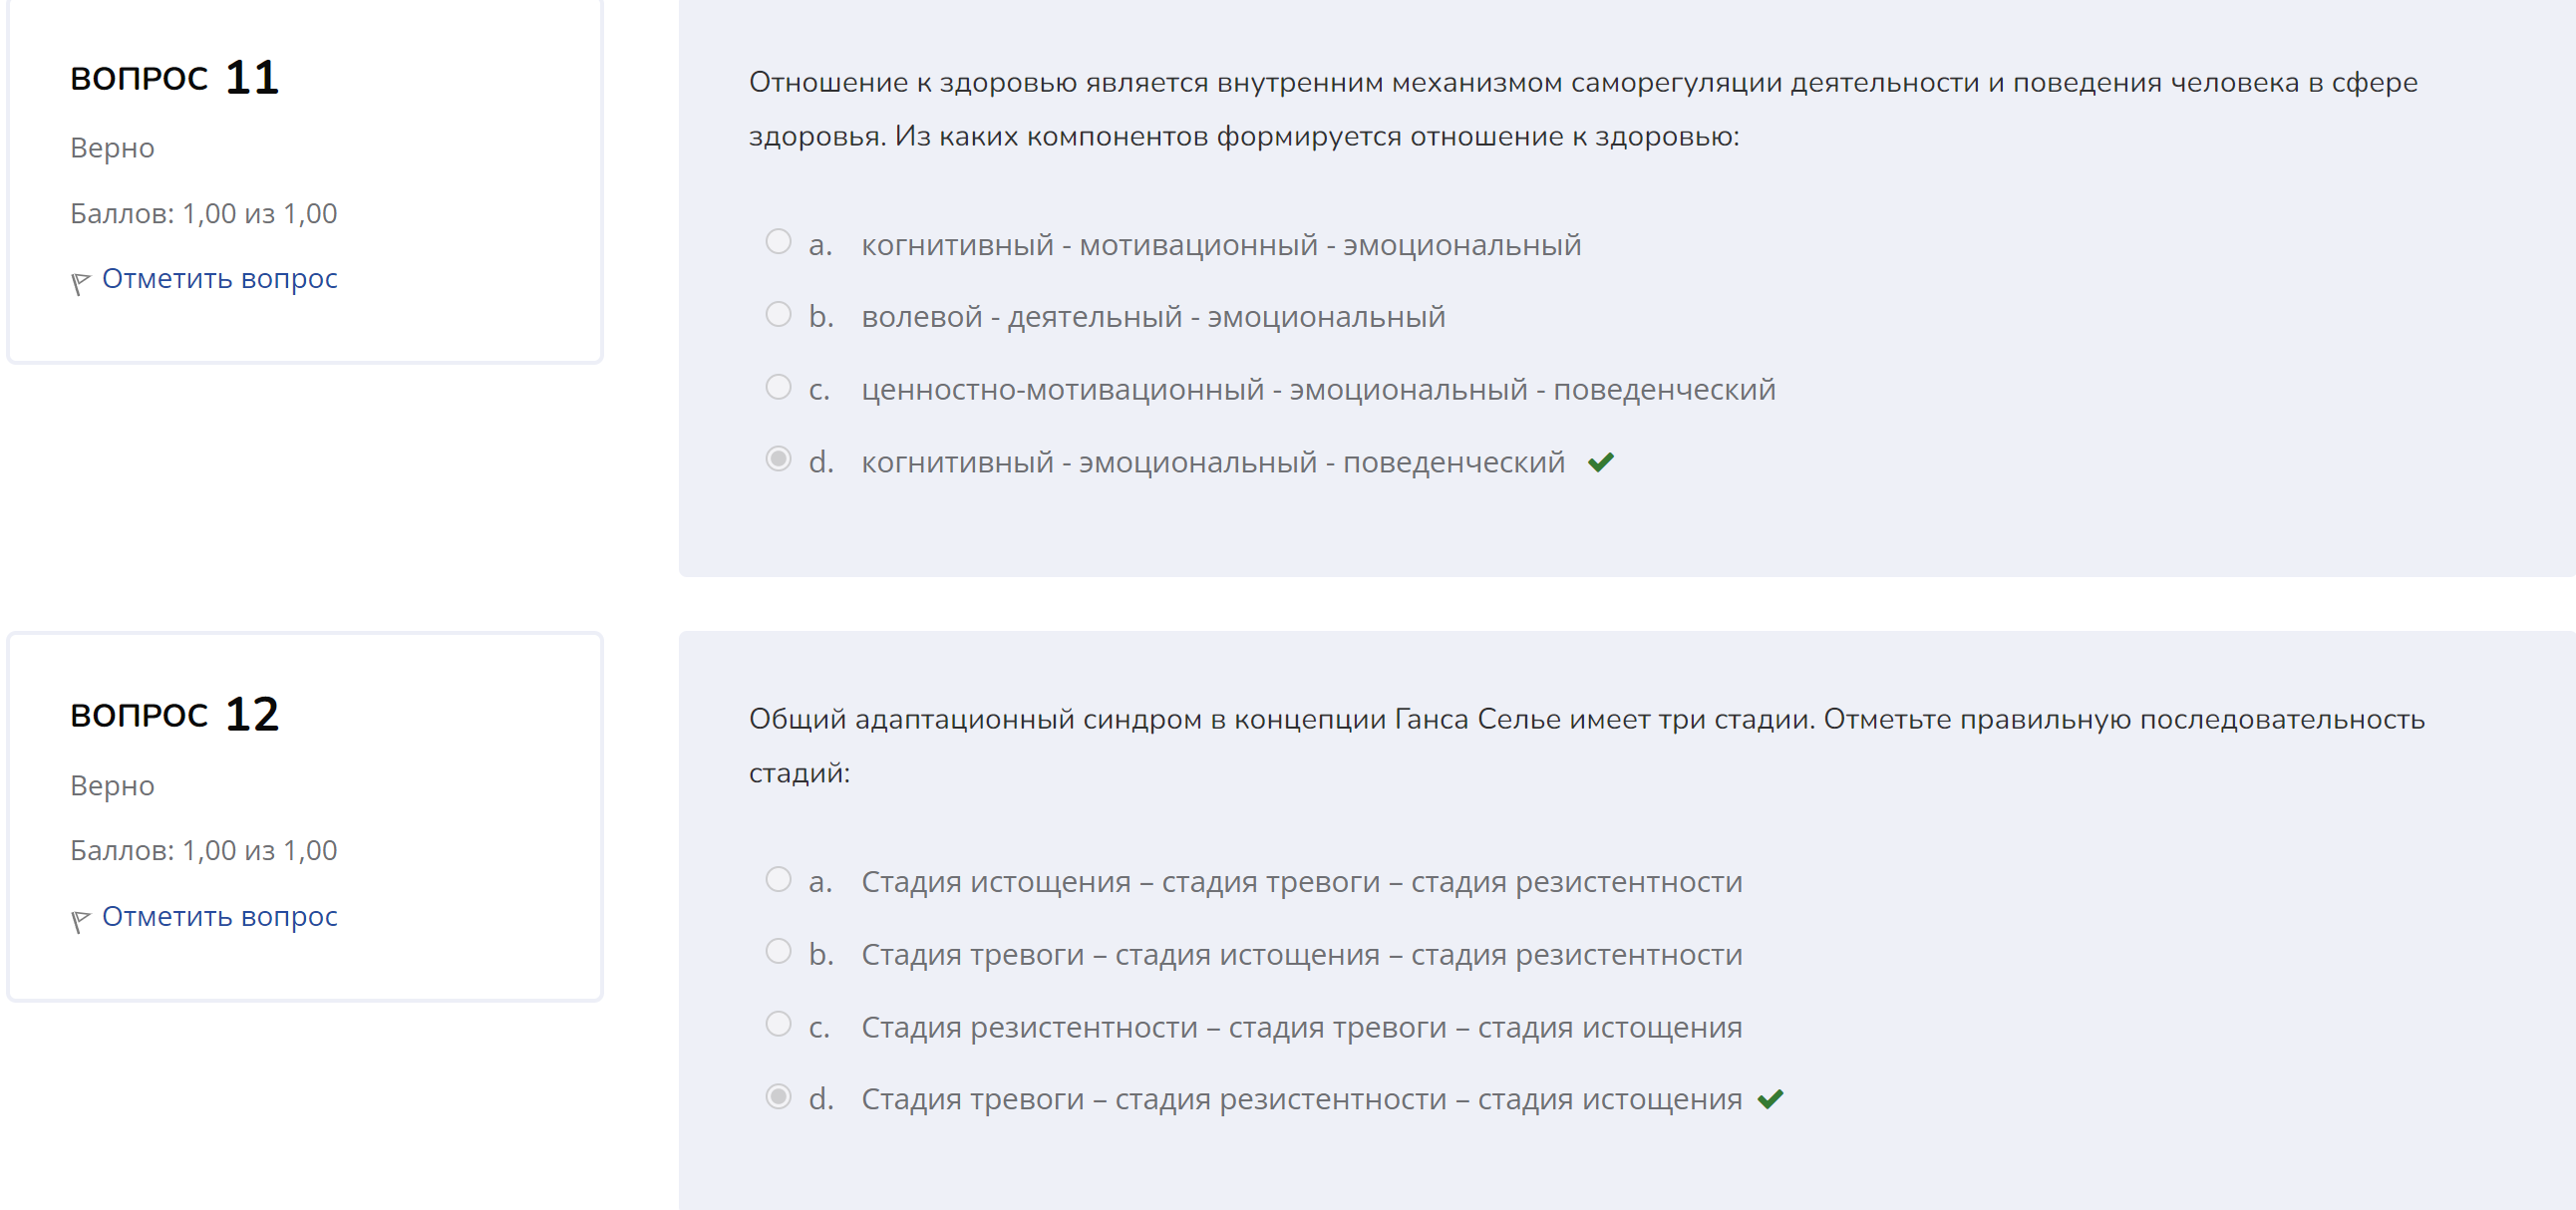 ВОПРОС 11
Верно
Баллов: 1,00 из 1,00
Отметить вопрос
Отношение к здоровью является внутренним механизмом саморегуляции деятельности и поведения человека в сфере
здоровья. Из каких компонентов формируется отношение к здоровью:
a. когнитивный - мотивационный - эмоциональный
b. волевой - деятельный - эмоциональный
c. ценностно-мотивационный - эмоциональный - поведенческий
d. когнитивный - эмоциональный - поведенческий
ВОПРОС 12
Верно
Баллов: 1,00 из 1,00
Отметить вопрос
Общий адаптационный синдром в концепции Ганса Селье имеет три стадии. Отметьте правильную последовательность
стадий:
a. Стадия истощения – стадия тревоги – стадия резистентности
b. Стадия тревоги – стадия истощения – стадия резистентности
c. Стадия резистентности – стадия тревоги – стадия истощения
d. Стадия тревоги – стадия резистентности – стадия истощения